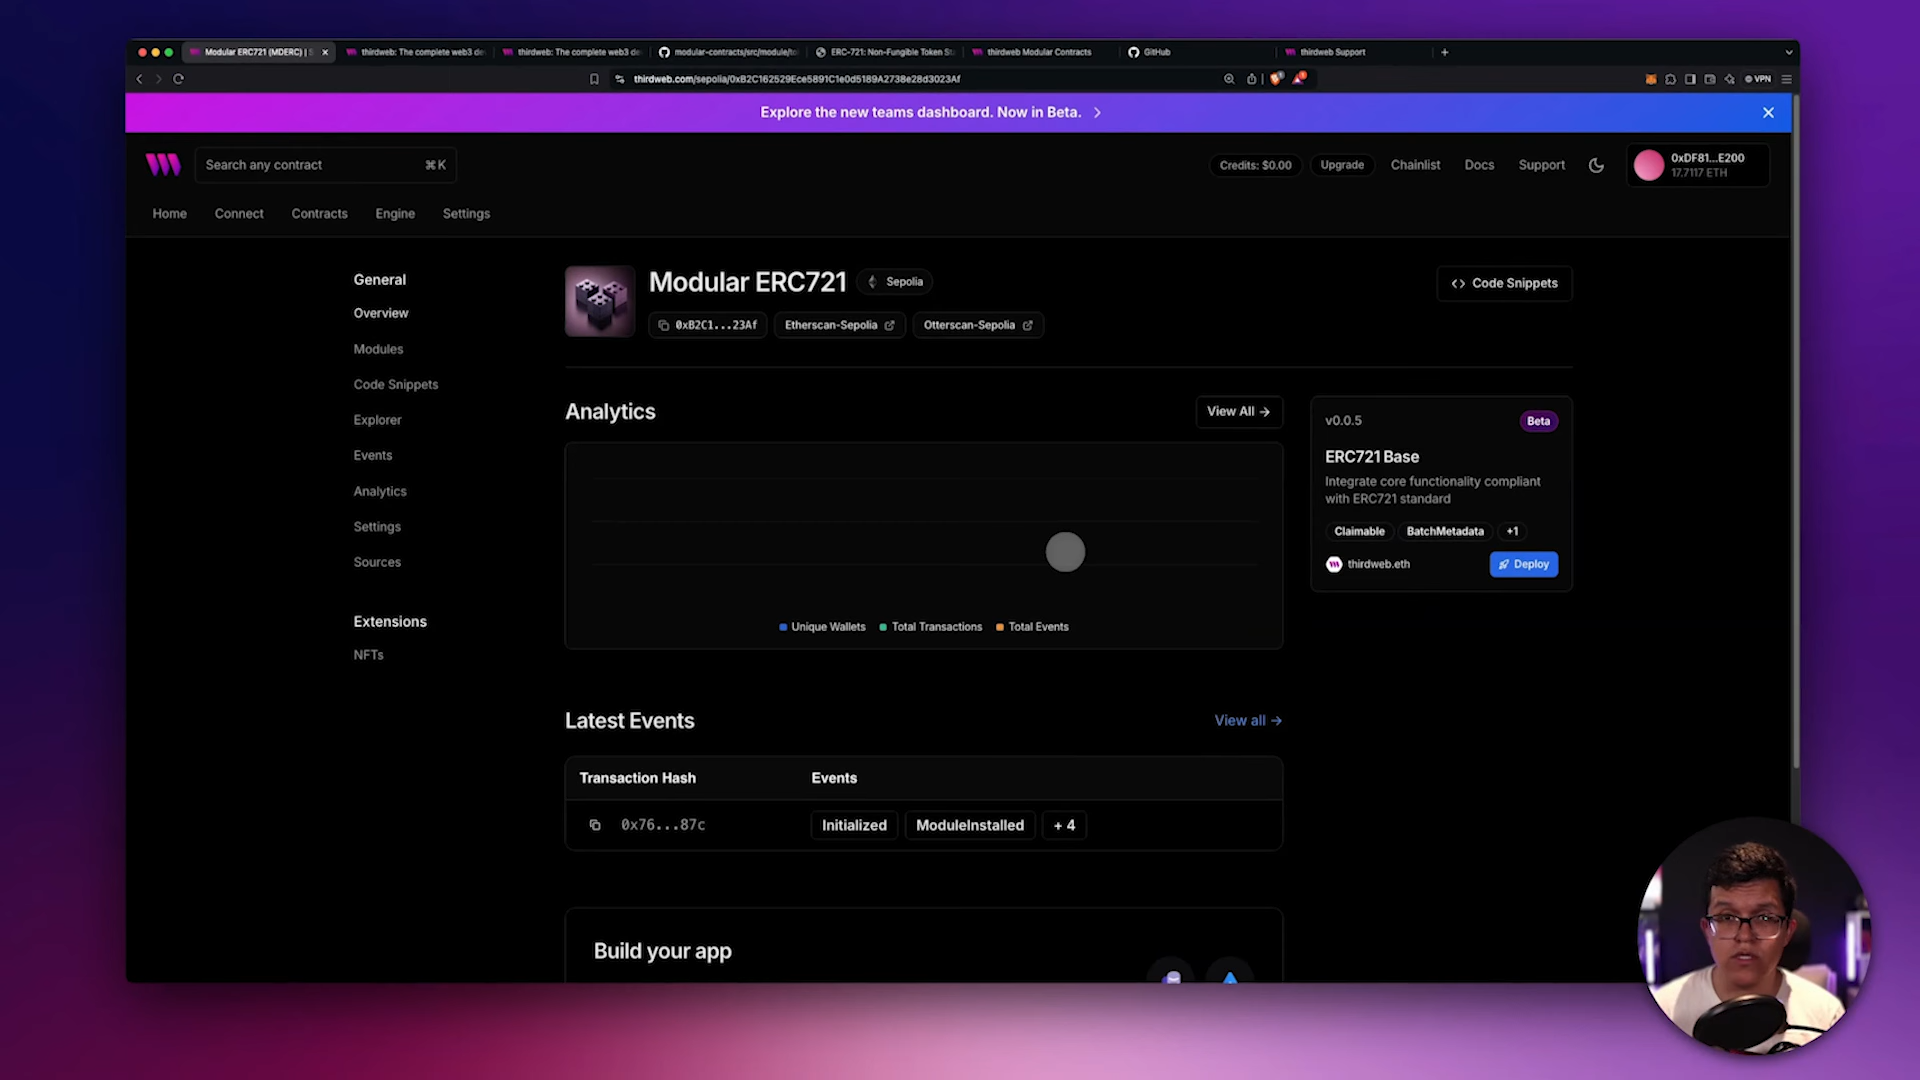 Modular ERC721 (MDERC) | S
thirdweb: The complete web3 de
thirdweb: The complete web3 de
modular-contracts/src/module/to
ERC-721: Non-Fungible Token St
thirdweb Modular Contracts
GitHub
thirdweb Support
thirdweb.com/sepolia/0xB2C162529Ece5891C1e0d5189A2738e28d3023Af
VPN
Explore the new teams dashboard. Now in Beta.
Search any contract
⌘K
Credits: $0.00
Upgrade
Chainlist
Docs
Support
0xDF81...E200
17.7117 ETH
Home
Connect
Contracts
Engine
Settings
General
Overview
Modules
Code Snippets
Explorer
Events
Analytics
Settings
Sources
Extensions
NFTs
Modular ERC721
Sepolia
Code Snippets
0xB2C1...23Af
Etherscan-Sepolia
Otterscan-Sepolia
Analytics
View All →
Unique Wallets
Total Transactions
Total Events
v0.0.5
Beta
ERC721 Base
Integrate core functionality compliant
with ERC721 standard
Claimable
BatchMetadata
+1
thirdweb.eth
Deploy
Latest Events
View all →
Transaction Hash
Events
0x76...87c
Initialized
ModuleInstalled
+ 4
Build your app